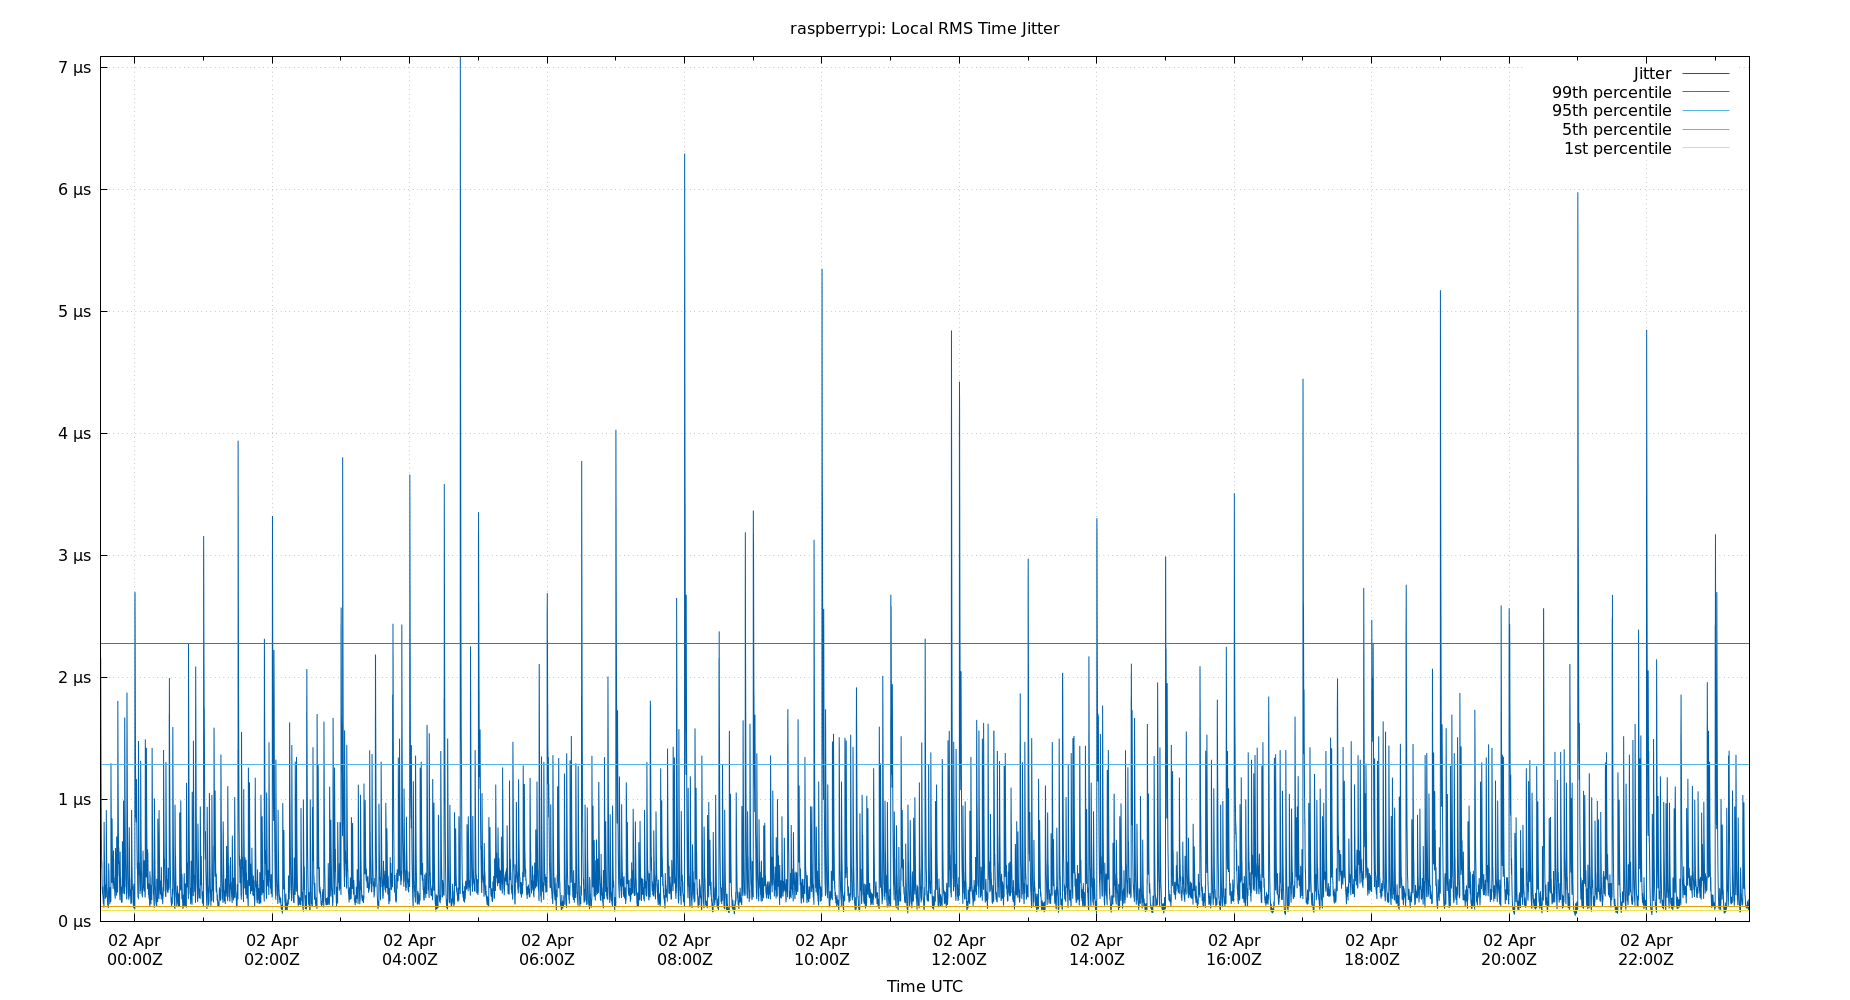 raspberrypi: Local RMS Time Jitter
7 µs
6 µs
5 µs
4 µs
3 µs
2 µs
1 µs
0 µs
Jitter
99th percentile
95th percentile
5th percentile
1st percentile
02 Apr 02 Apr 02 Apr 02 Apr 02 Apr 02 Apr 02 Apr 02 Apr 02 Apr 02 Apr 02 Apr 02 Apr
00:00Z 02:00Z 04:00Z 06:00Z 08:00Z 10:00Z 12:00Z 14:00Z 16:00Z 18:00Z 20:00Z 22:00Z
Time UTC